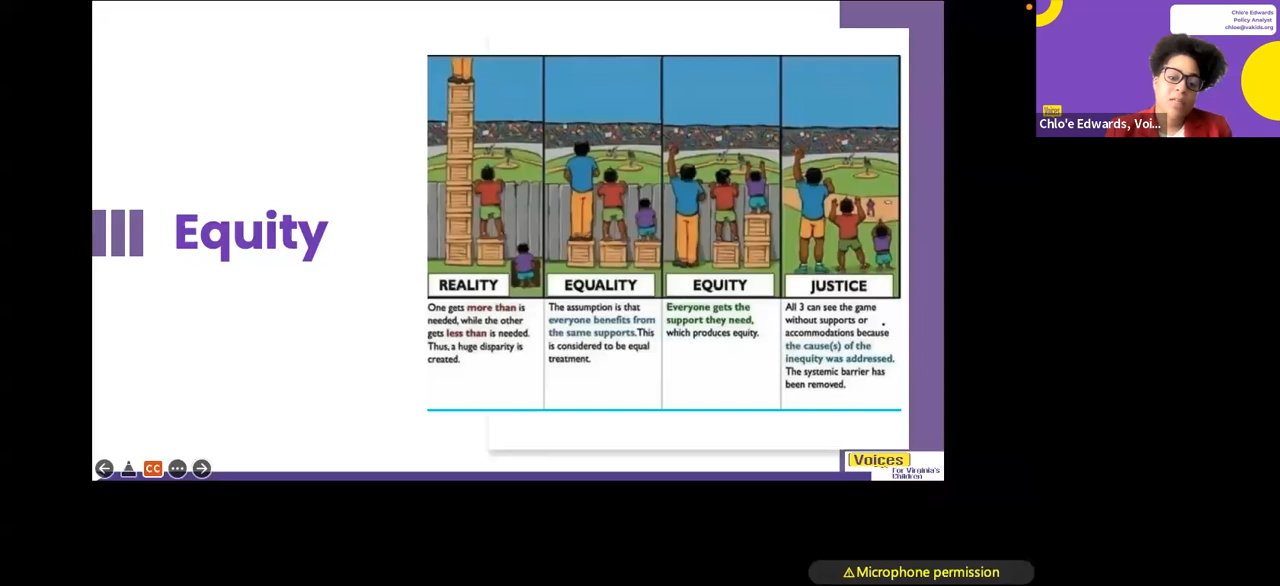 Equity
REALITY
One gets more than is
needed, while the other
gets less than is needed.
Thus, a huge disparity is
created.
EQUALITY
The assumption is that
everyone benefits from
the same supports. This
is considered to be equal
treatment.
EQUITY
Everyone gets the
support they need,
which produces equity.
JUSTICE
All 3 can see the game
without supports or
accommodations because
the cause(s) of the
inequity was addressed.
The systemic barrier has
been removed.
CC
Voices
For Virginia's
Children
Chlo'e Edwards
Policy Analyst
chloe@vakids.org
Chlo'e Edwards, Voi...
Microphone permission